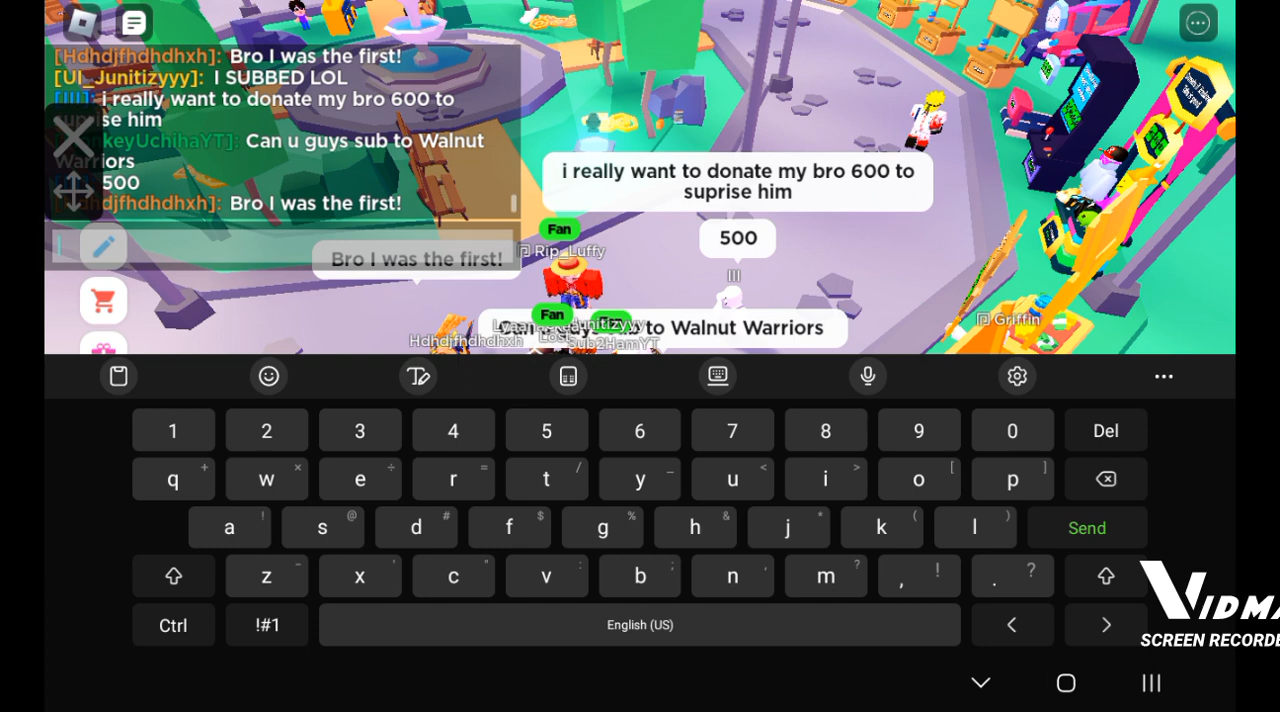 [Hdhdjfhdhdhxh]: Bro I was the first!
[UI_Junitizyyy]: I SUBBED LOL
i really want to donate my bro 600 to
se him
keyUchihaYT]: Can u guys sub to Walnut
Warriors
500
djfhdhdhxh]: Bro I was the first!
i really want to donate my bro 600 to
suprise him
Fan
Rip_Luffy
500
Bro I was the first!
III
Fan
to Walnut Warriors
Griffin
Hdhdjfhdhdhxh
Sub2HamYT
1 2 3 4 5 6 7 8 9 0 Del
q w e r t y u i o p
a s d f g h j k l Send
z x c v b n m , ! . ?
Ctrl !#1 English (US) < >
VIDMA
SCREEN RECORDE